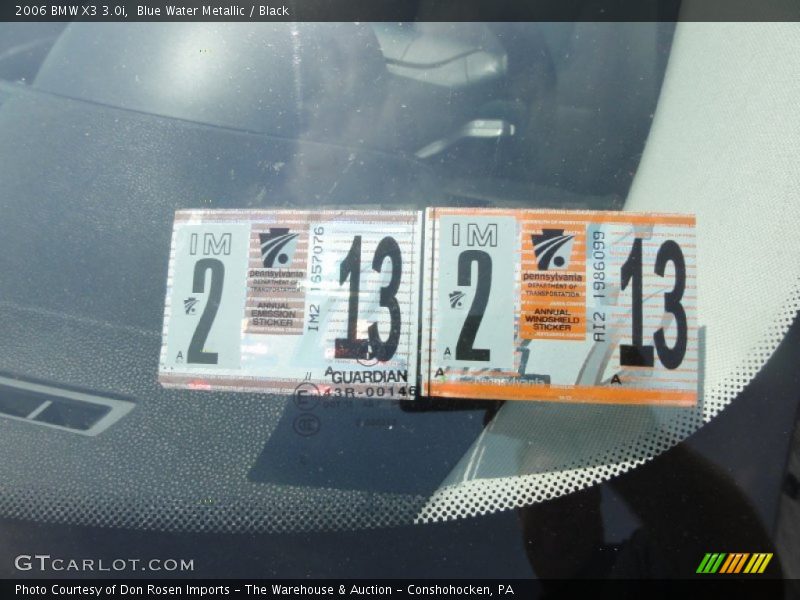 2006 BMW X3 3.0i, Blue Water Metallic / Black
IM
2
A
pennsylvania
DEPARTMENT OF
TRANSPORTATION
ANNUAL
EMISSION
STICKER
IM2 1657076
13
A
GUARDIAN
43R-00146
IM
2
A
pennsylvania
DEPARTMENT OF
TRANSPORTATION
ANNUAL
WINDSHIELD
STICKER
AI2 1986099
13
A
A
pennsylvania
GTCARLOT.COM
Photo Courtesy of Don Rosen Imports – The Warehouse & Auction – Conshohocken, PA